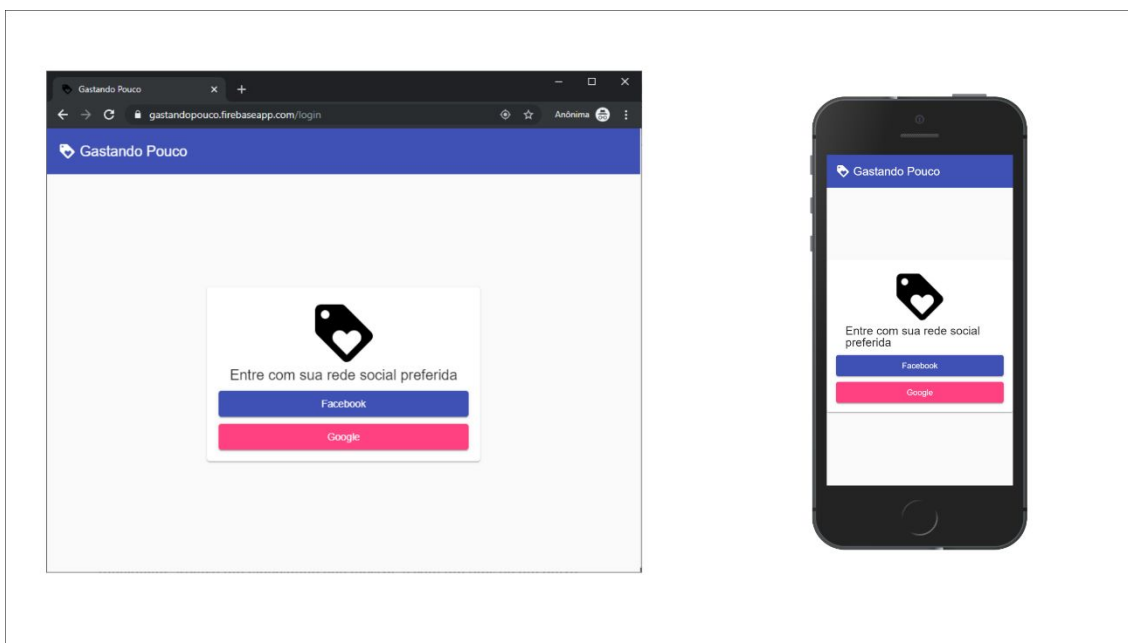 Gastando Pouco
gastandopouco.firebaseapp.com/login
Anônima
Gastando Pouco
Entre com sua rede social preferida
Facebook
Google
Gastando Pouco
Entre com sua rede social
preferida
Facebook
Google